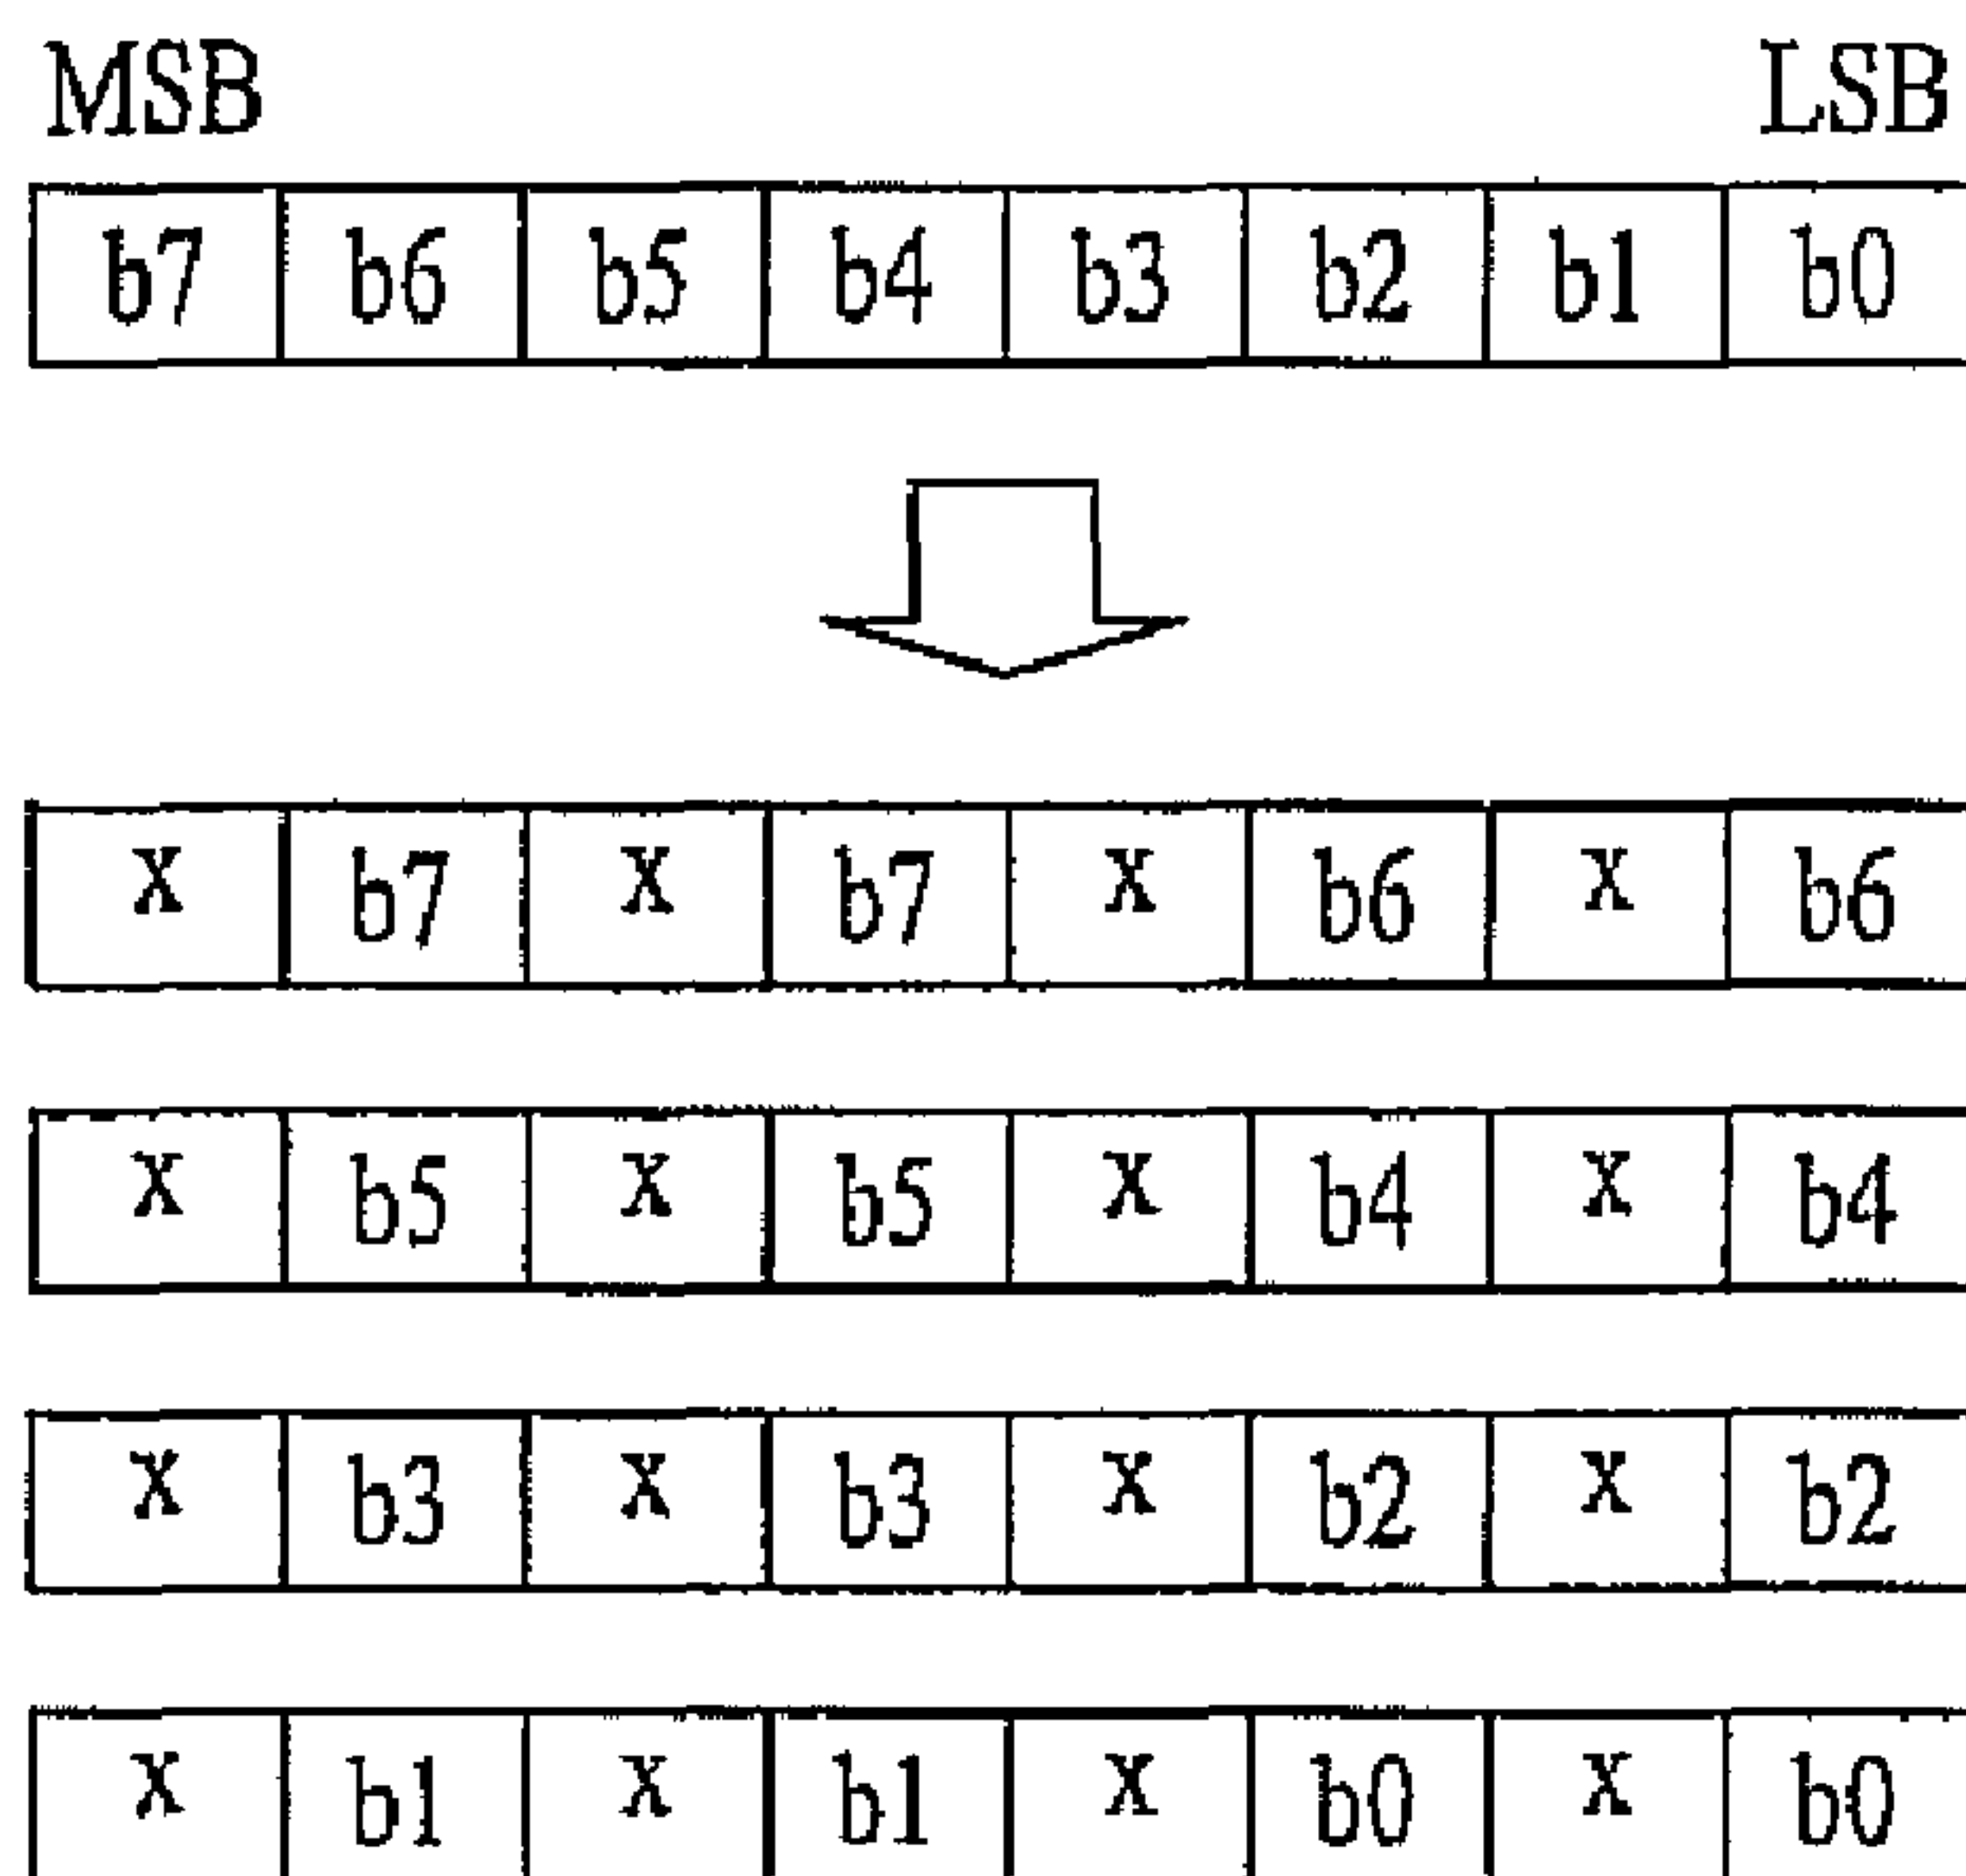 MSB LSB
b7 b6 b5 b4 b3 b2 b1 b0
X b7 X b7 X b6 X b6
X b5 X b5 X b4 X b4
X b3 X b3 X b2 X b2
X b1 X b1 X b0 X b0